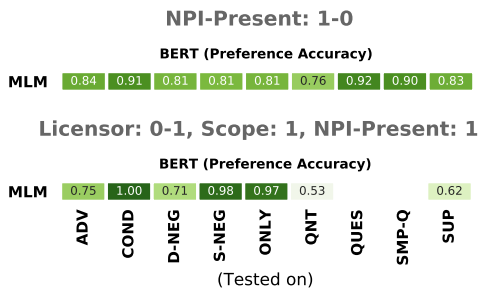 NPI-Present: 1-0
BERT (Preference Accuracy)
MLM 0.84 0.91 0.81 0.81 0.81 0.76 0.92 0.90 0.83
Licensor: 0-1, Scope: 1, NPI-Present: 1
BERT (Preference Accuracy)
MLM 0.75 1.00 0.71 0.98 0.97 0.53 0.62
ADV COND D-NEG S-NEG ONLY QNT QUES SMP-Q SUP
(Tested on)